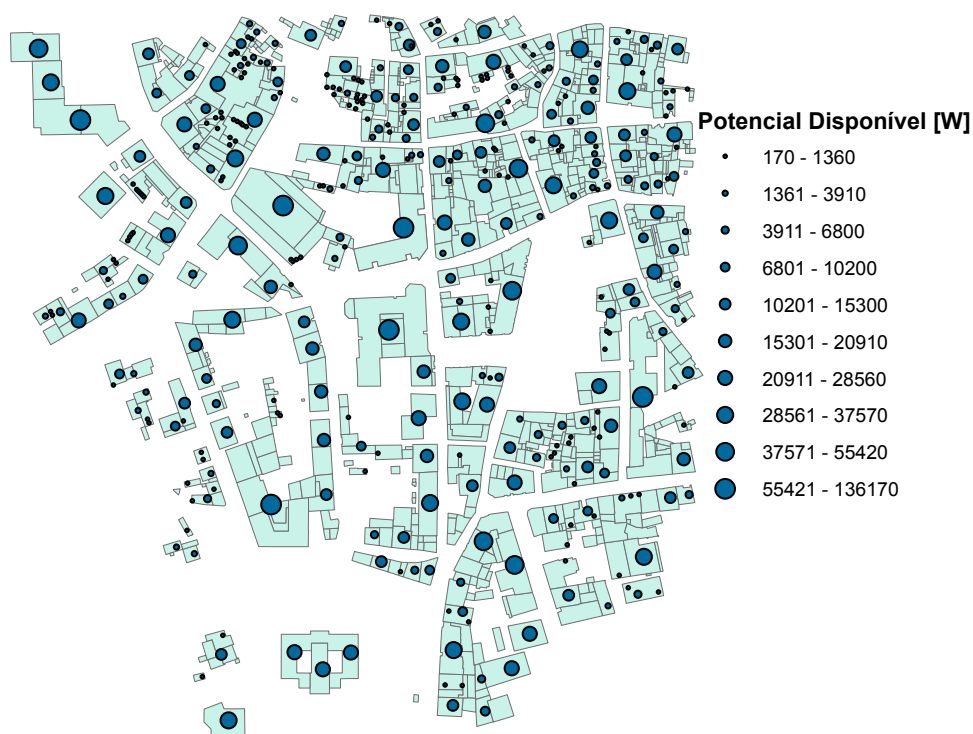 Potencial Disponível [W]
170 - 1360
1361 - 3910
3911 - 6800
6801 - 10200
10201 - 15300
15301 - 20910
20911 - 28560
28561 - 37570
37571 - 55420
55421 - 136170